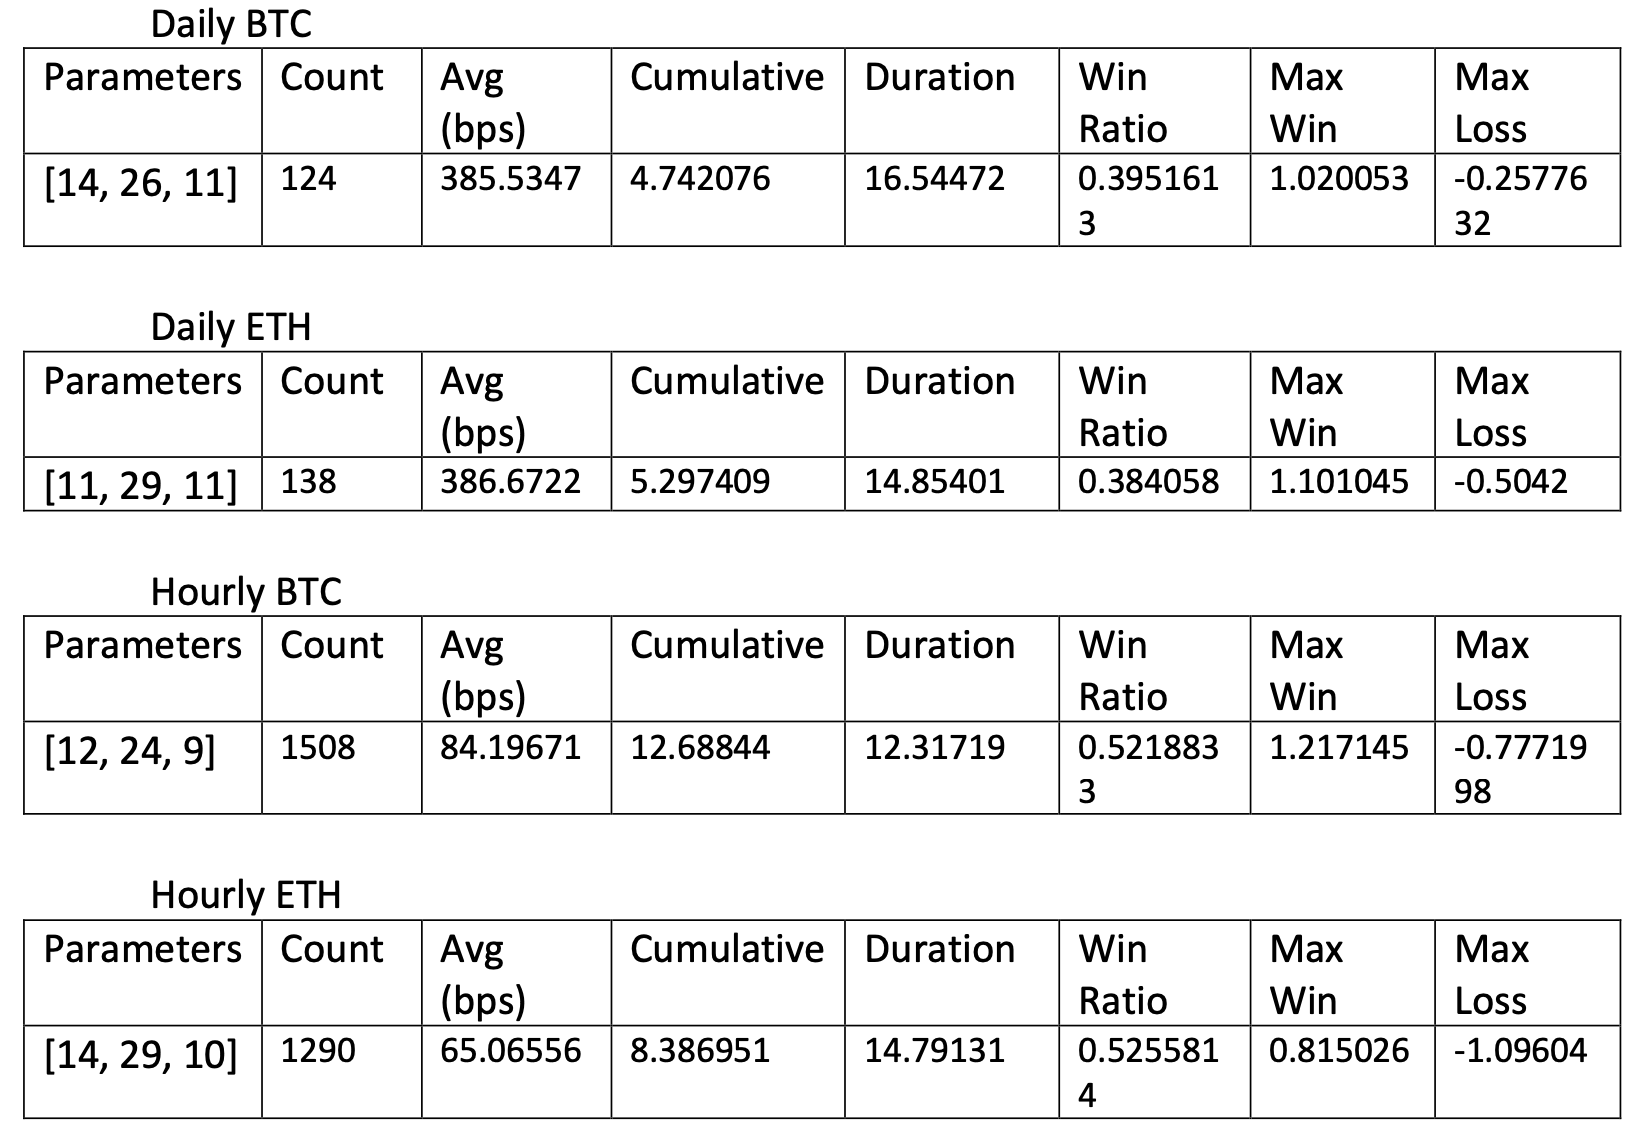 Daily BTC
Parameters Count Avg (bps) Cumulative Duration Win Ratio Max Win Max Loss
[14, 26, 11] 124 385.5347 4.742076 16.54472 0.3951613 1.020053 -0.2577632
Daily ETH
Parameters Count Avg (bps) Cumulative Duration Win Ratio Max Win Max Loss
[11, 29, 11] 138 386.6722 5.297409 14.85401 0.384058 1.101045 -0.5042
Hourly BTC
Parameters Count Avg (bps) Cumulative Duration Win Ratio Max Win Max Loss
[12, 24, 9] 1508 84.19671 12.68844 12.31719 0.5218833 1.217145 -0.7771998
Hourly ETH
Parameters Count Avg (bps) Cumulative Duration Win Ratio Max Win Max Loss
[14, 29, 10] 1290 65.06556 8.386951 14.79131 0.5255814 0.815026 -1.09604